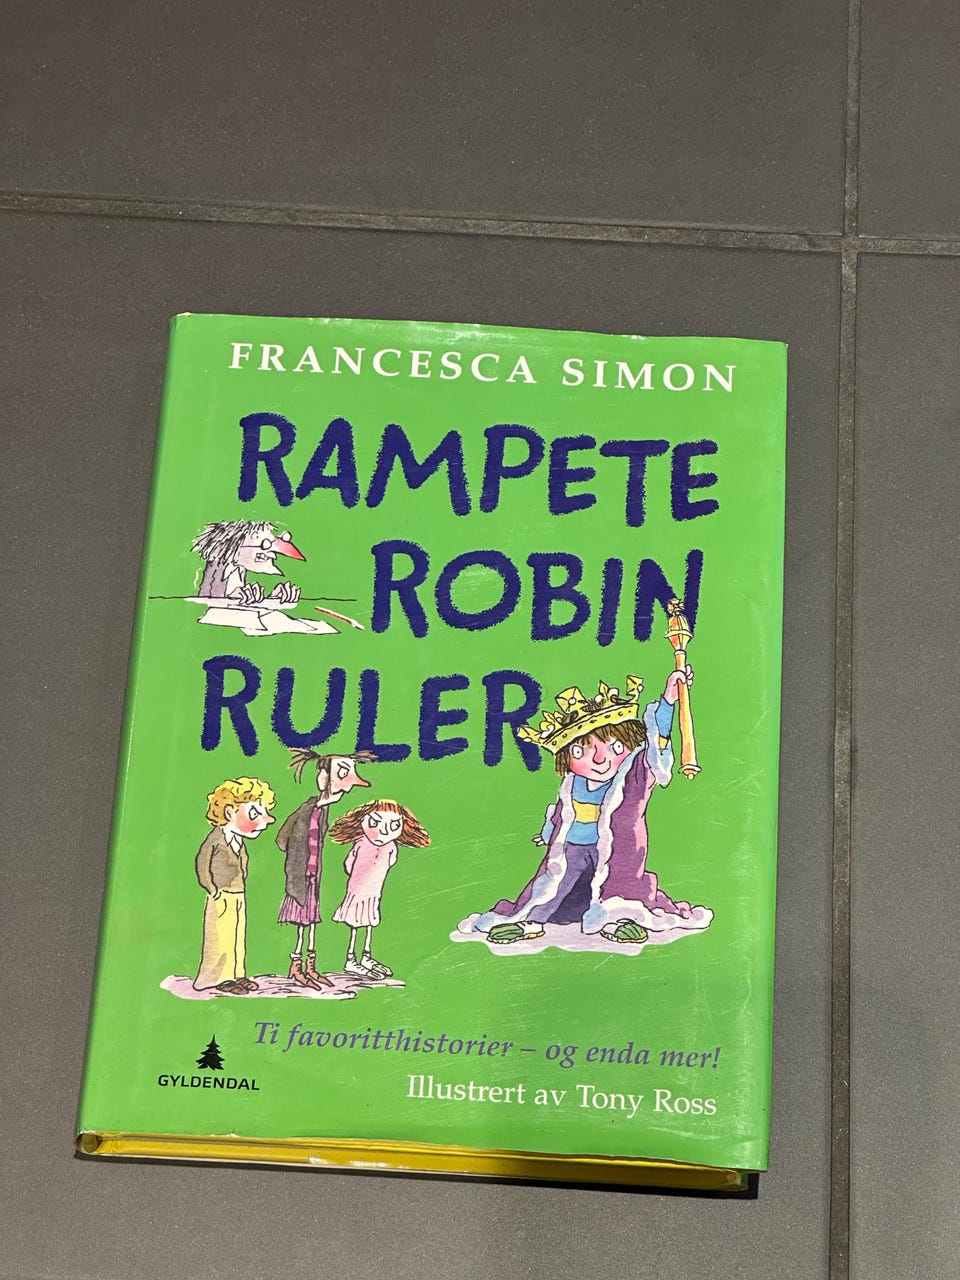 FRANCESCA SIMON
RAMPETE
ROBIN
RULER
Ti favoritthistorier – og enda mer!
Illustrert av Tony Ross
GYLDENDAL